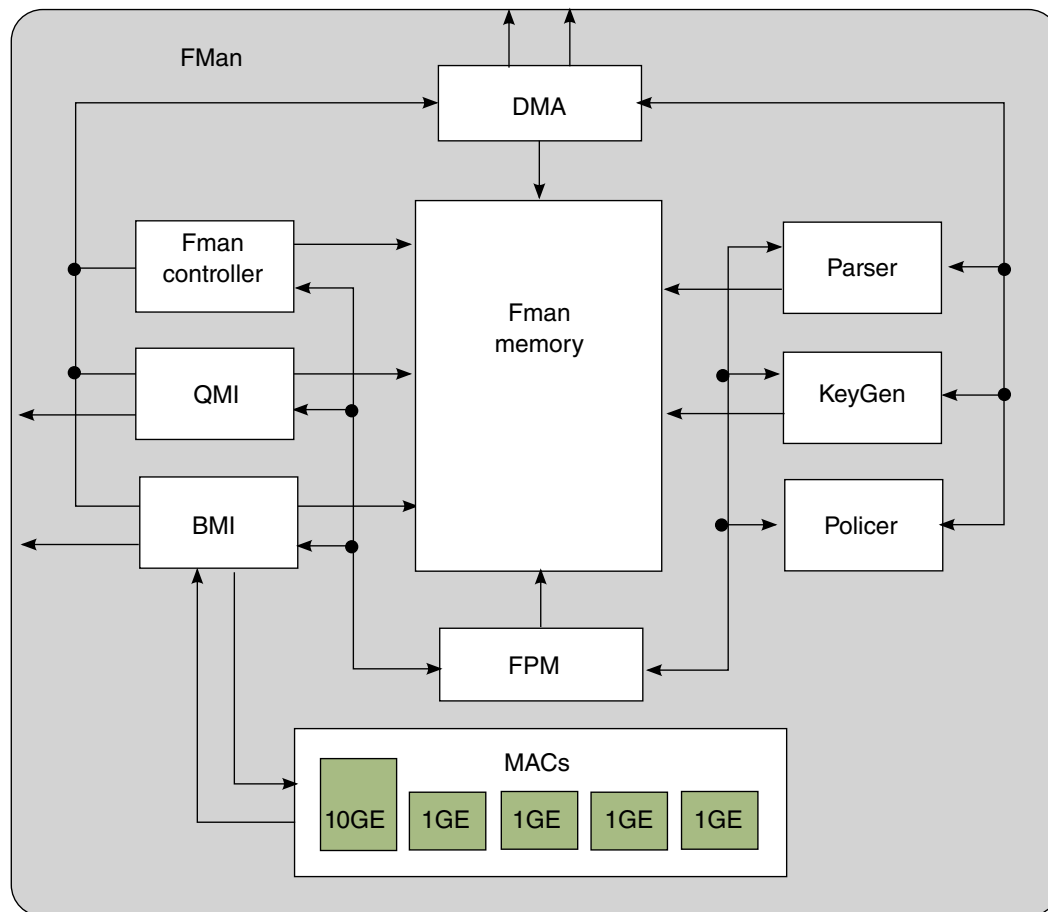 FMan
DMA
Fman
controller
Fman
memory
Parser
QMI
KeyGen
BMI
Policer
FPM
MACs
10GE
1GE
1GE
1GE
1GE